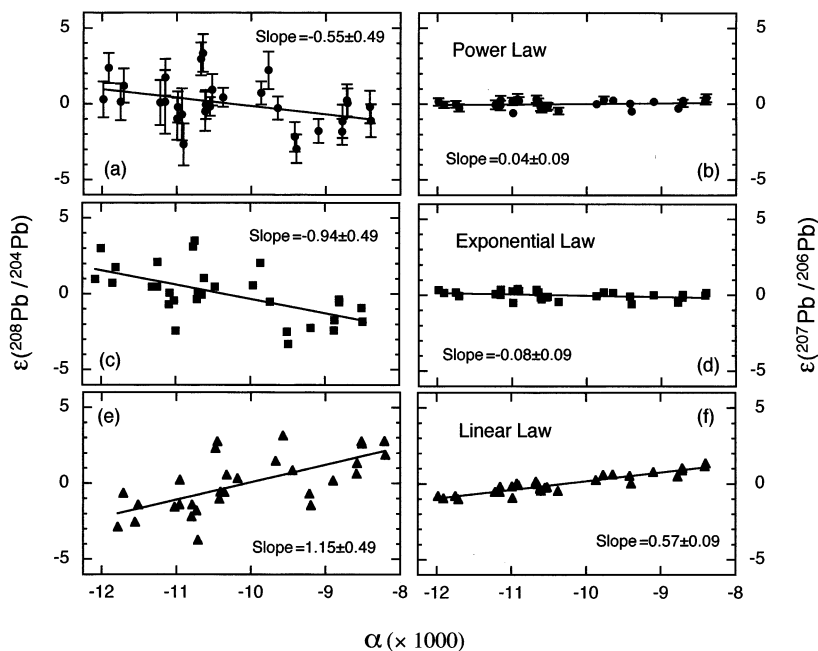 5
0
-5
Slope=-0.55±0.49
(a)
Power Law
Slope=0.04±0.09
(b)
5
0
-5
5
0
-5
Slope=-0.94±0.49
(c)
Exponential Law
Slope=-0.08±0.09
(d)
5
0
-5
5
0
-5
(e)
Slope=1.15±0.49
Linear Law
(f)
Slope=0.57±0.09
5
0
-5
-12 -11 -10 -9 -8
-12 -11 -10 -9 -8
ε(²⁰⁸Pb / ²⁰⁴Pb)
ε(²⁰⁷Pb / ²⁰⁶Pb)
α (× 1000)